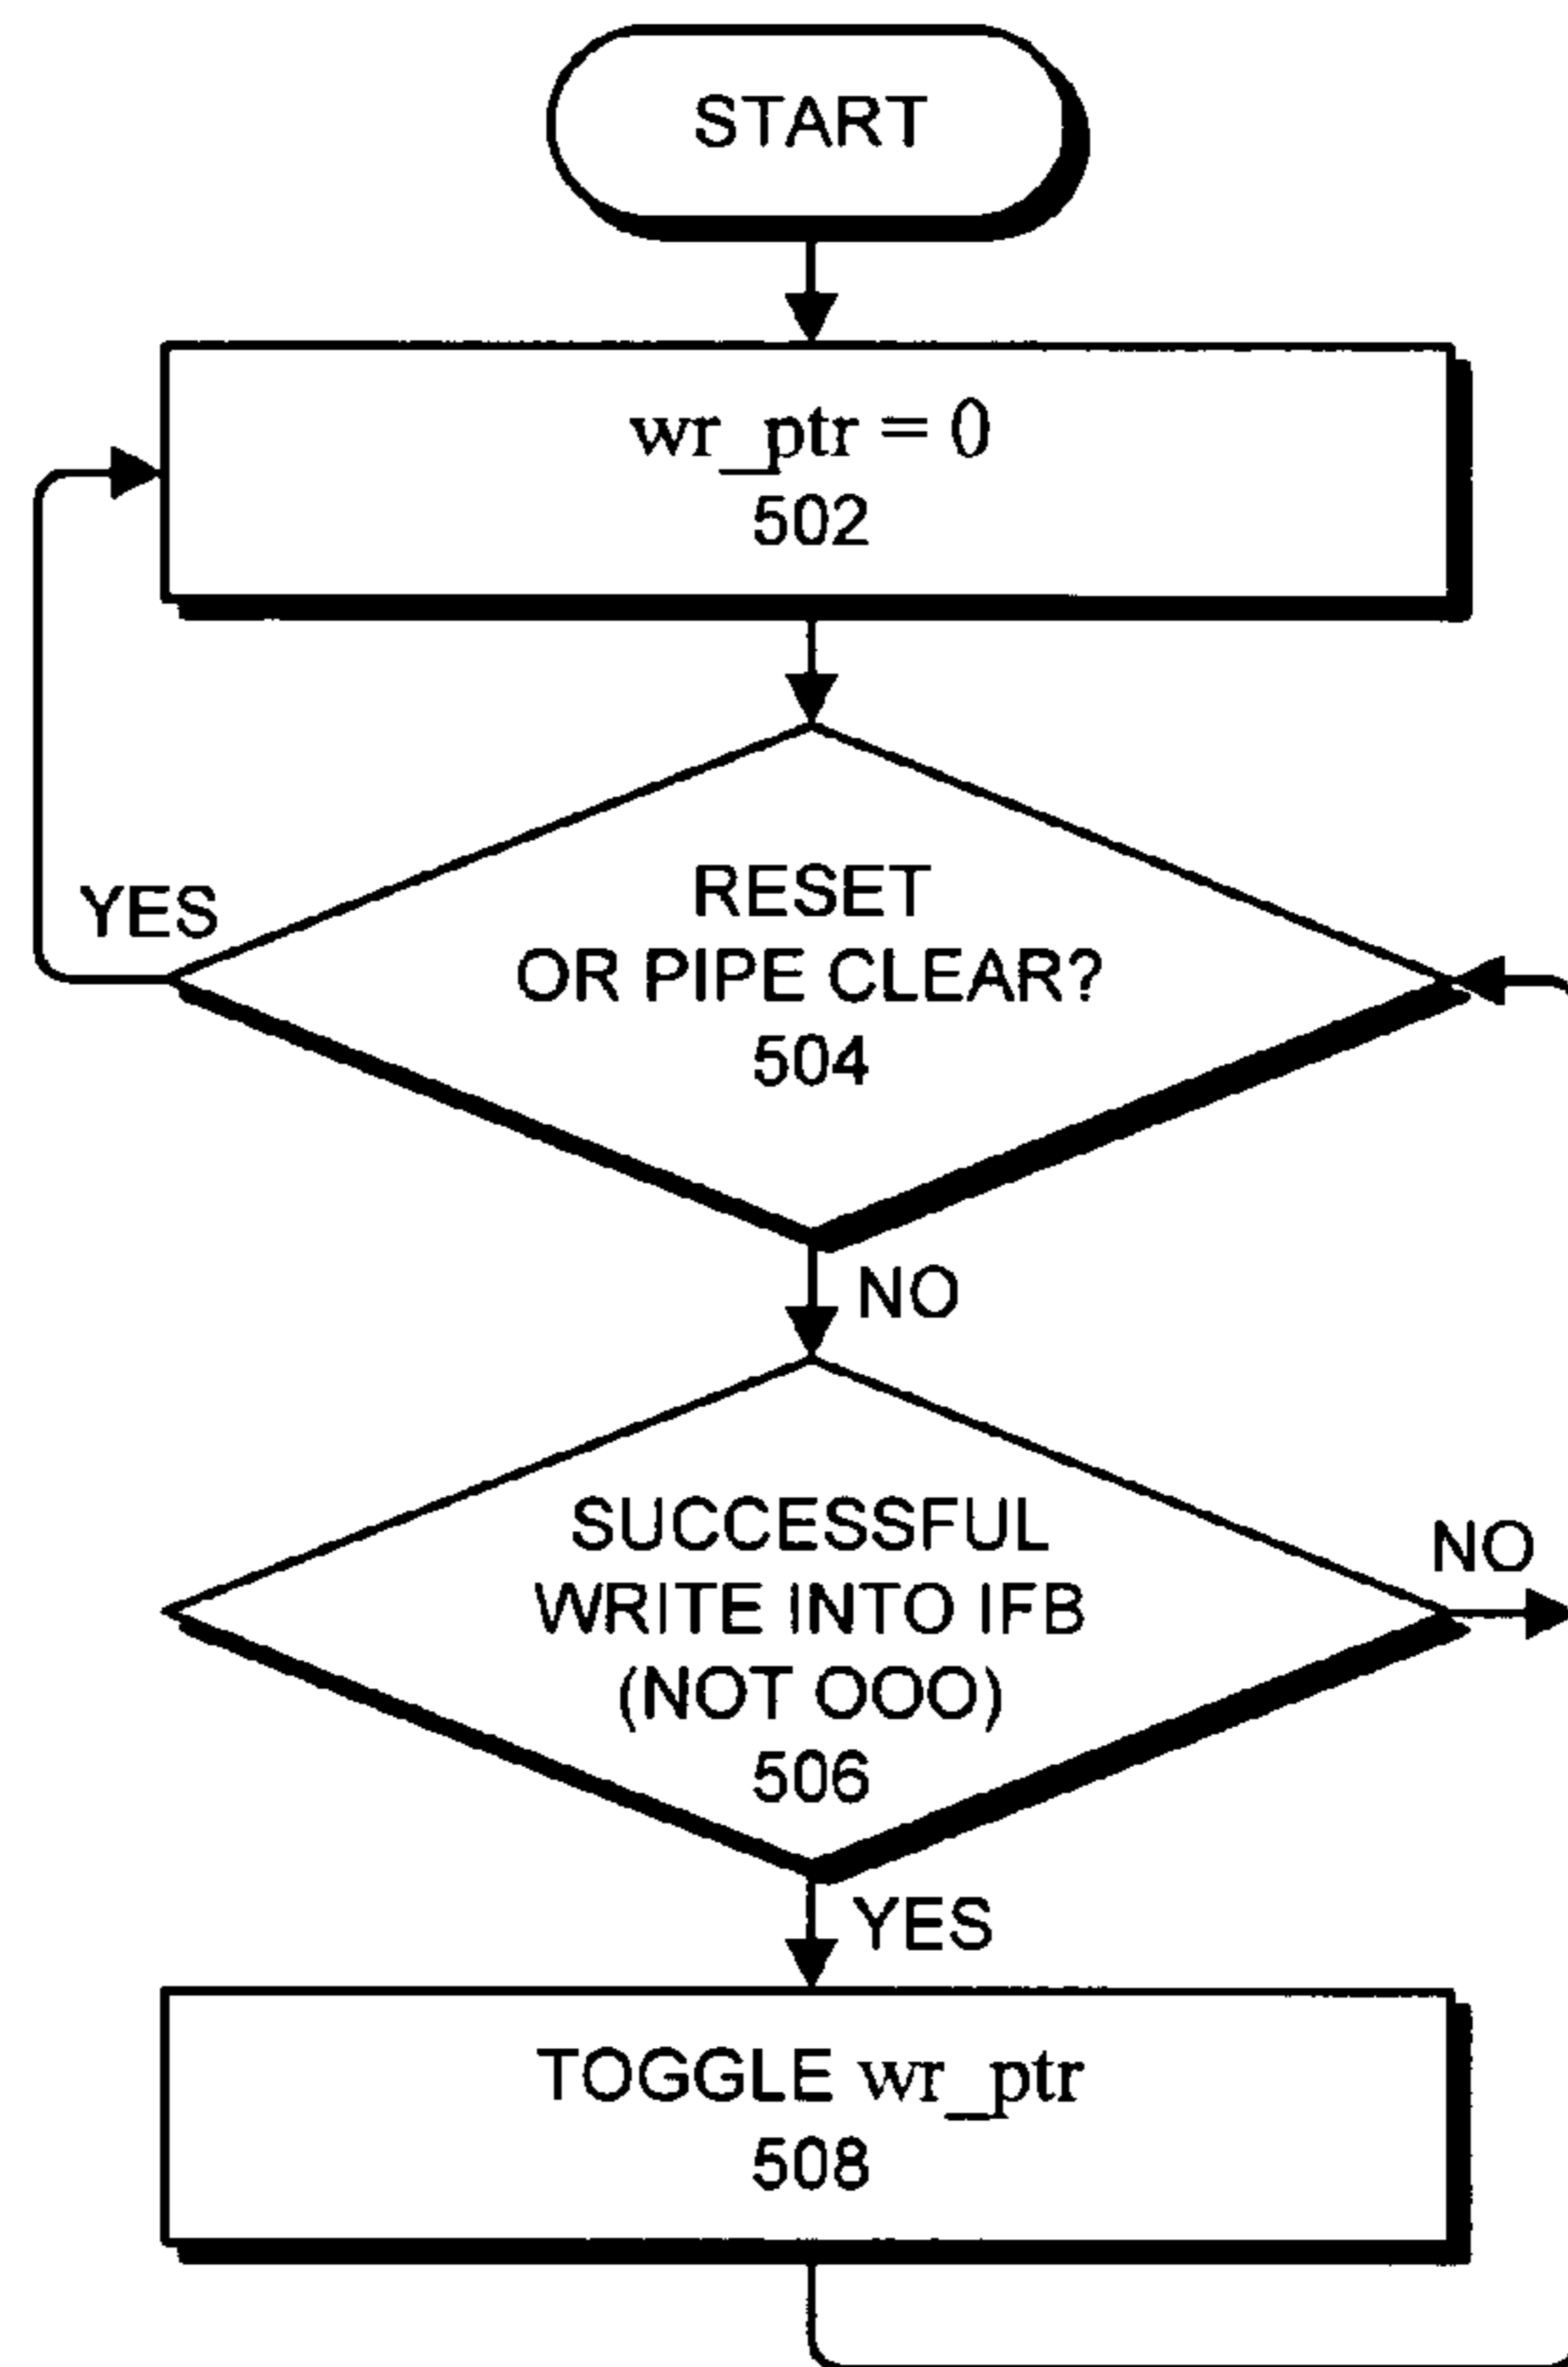 START
wr_ptr = 0
502
RESET
OR PIPE CLEAR?
504
YES
NO
SUCCESSFUL
WRITE INTO IFB
(NOT OOO)
506
NO
YES
TOGGLE wr_ptr
508